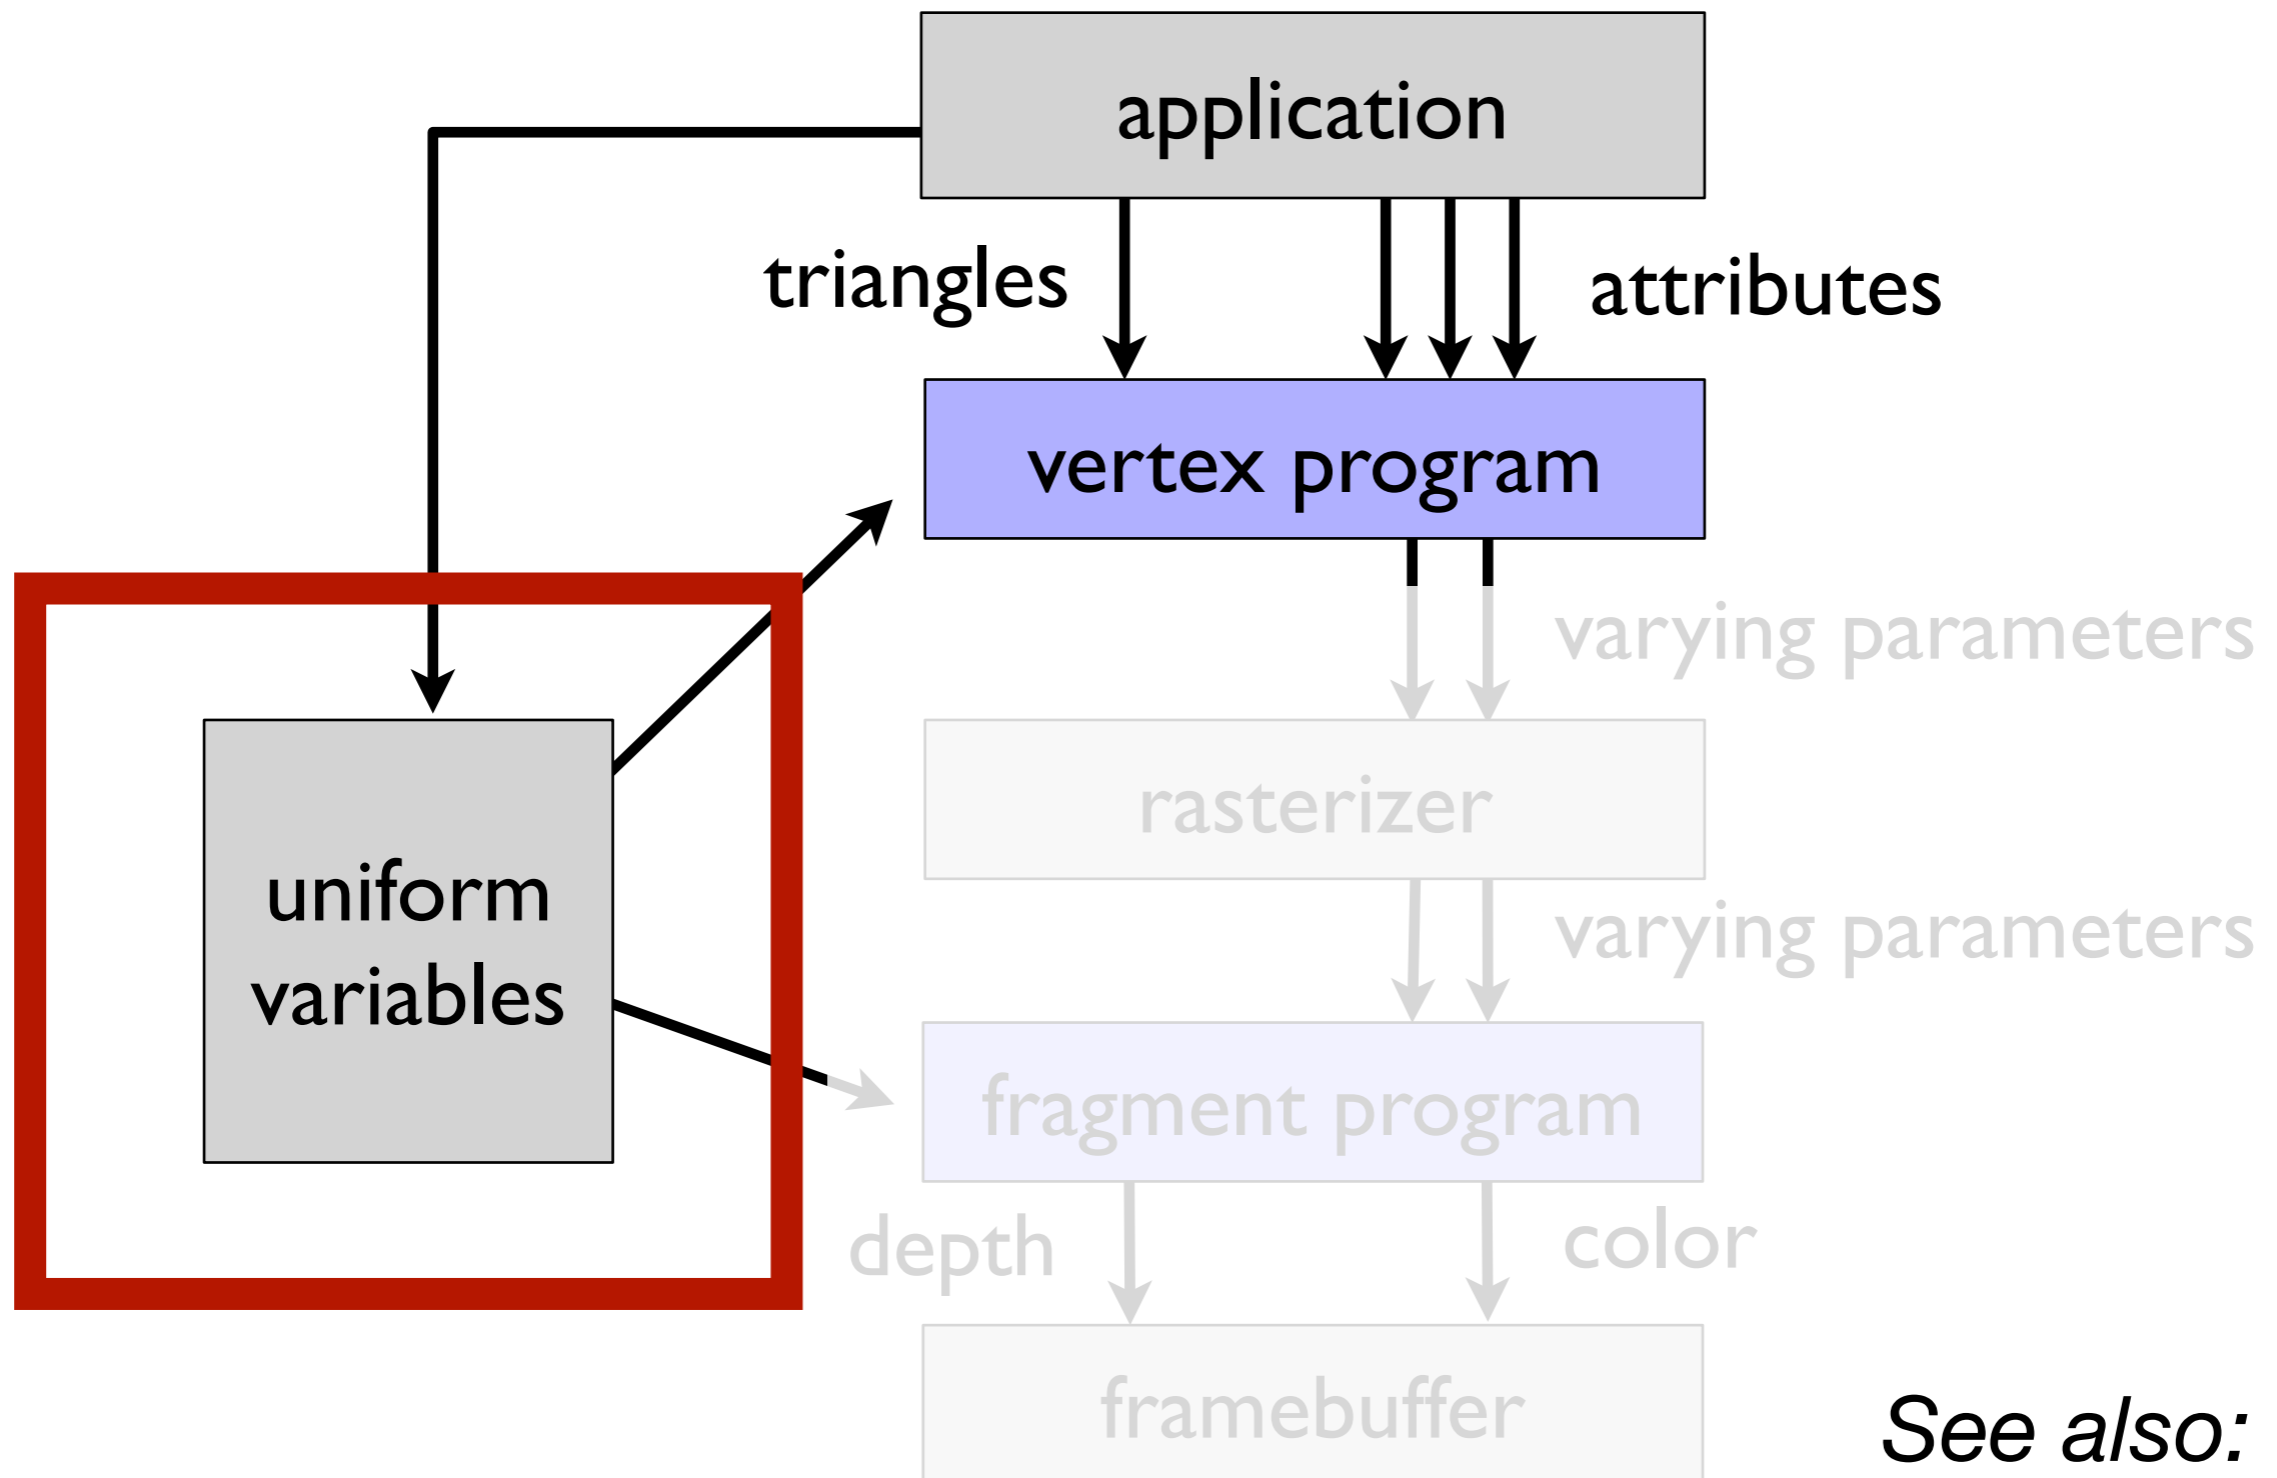 application
triangles
attributes
vertex program
varying parameters
rasterizer
uniform
variables
varying parameters
fragment program
depth
color
framebuffer
See also: